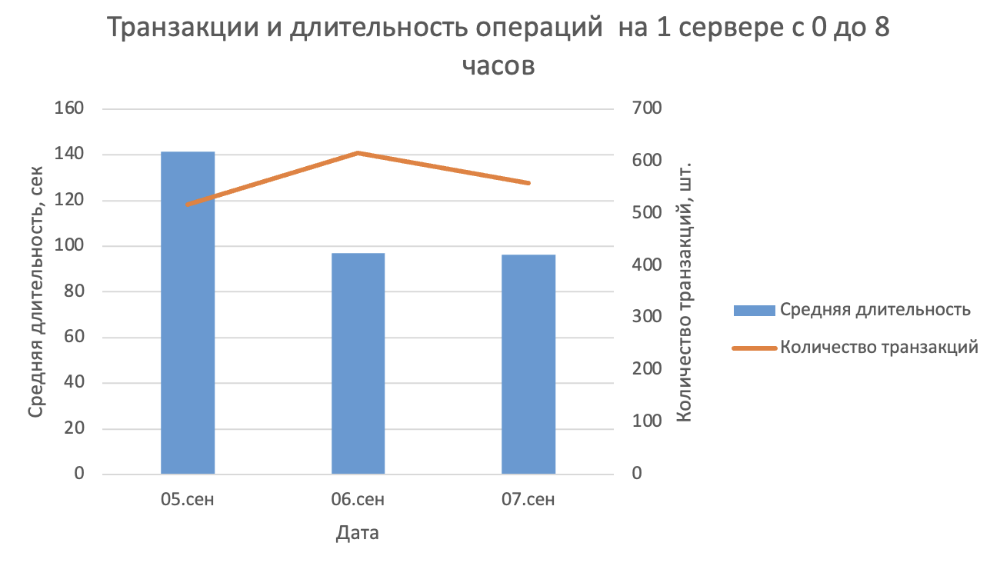 Транзакции и длительность операций  на 1 сервере с 0 до 8
часов
160
140
120
100
80
60
40
20
0
Средняя длительность, сек
700
600
500
400
300
200
100
0
Количество транзакций, шт.
05.сен
06.сен
07.сен
Дата
Средняя длительность
Количество транзакций